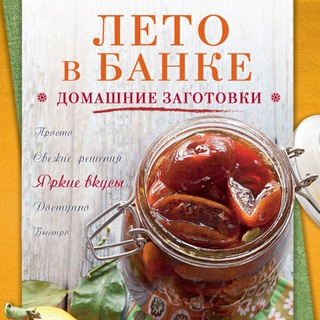 ЛЕТО
В БАНКЕ
* ДОМАШНИЕ ЗАГОТОВКИ *
Просто
Свежие решения
Яркие вкусы
Доступно
Быстро